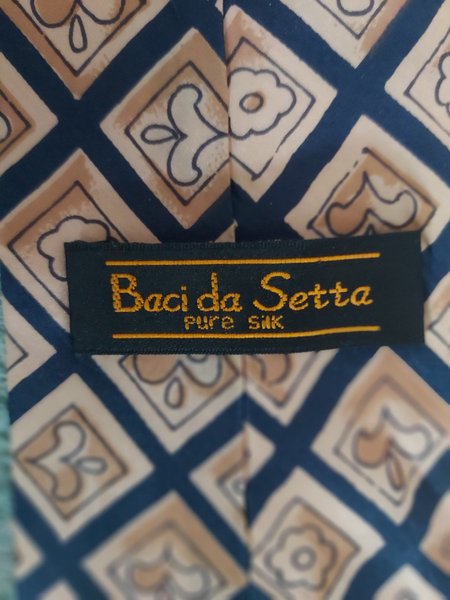 Baci da Setta
Pure Silk